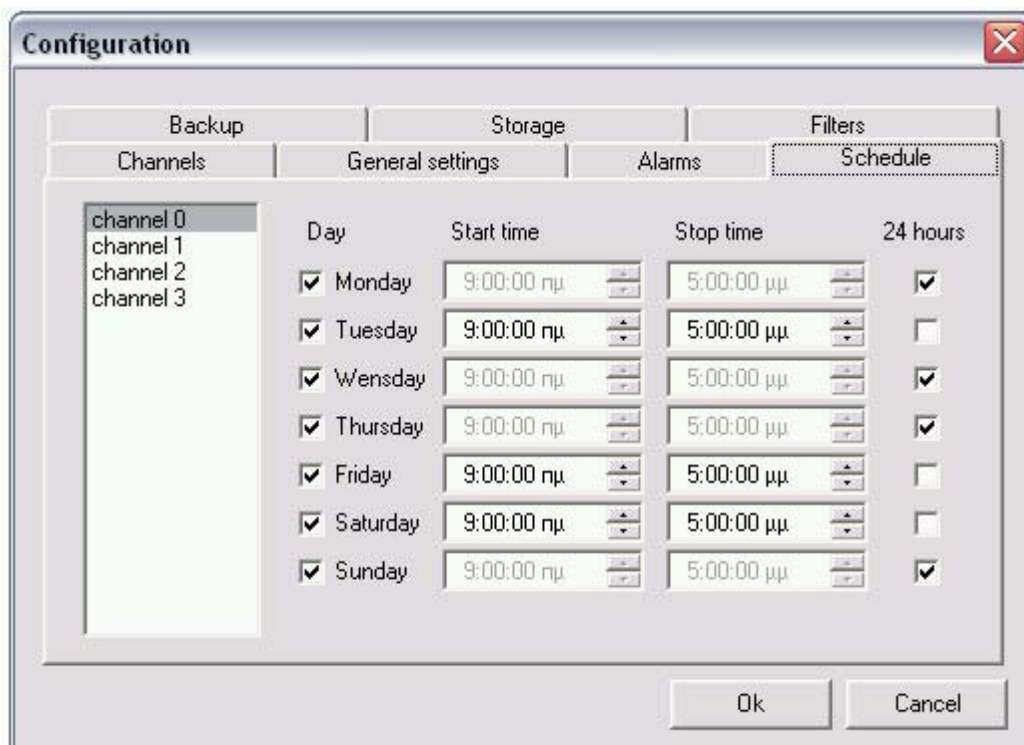 Configuration
Backup Storage Filters
Channels General settings Alarms Schedule
channel 0
channel 1
channel 2
channel 3
Day Start time Stop time 24 hours
Monday 9:00:00 πμ 5:00:00 μμ
Tuesday 9:00:00 πμ 5:00:00 μμ
Wensday 9:00:00 πμ 5:00:00 μμ
Thursday 9:00:00 πμ 5:00:00 μμ
Friday 9:00:00 πμ 5:00:00 μμ
Saturday 9:00:00 πμ 5:00:00 μμ
Sunday 9:00:00 πμ 5:00:00 μμ
Ok Cancel